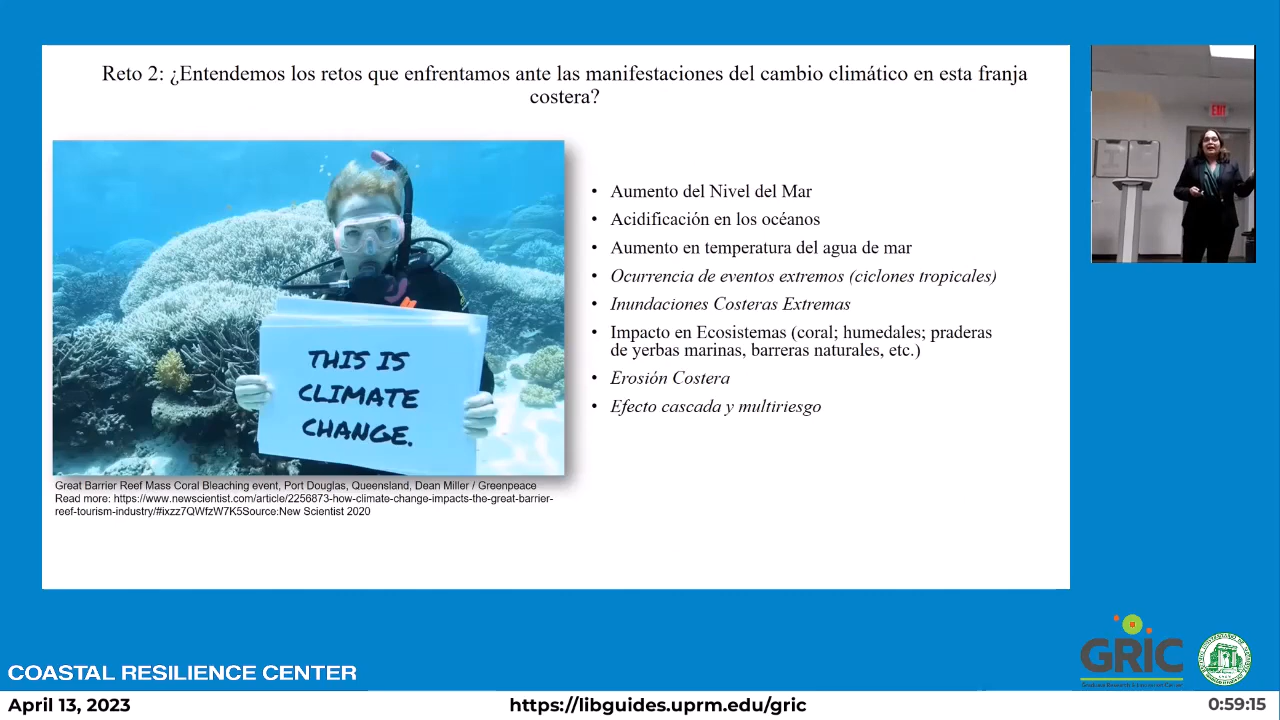 Reto 2: ¿Entendemos los retos que enfrentamos ante las manifestaciones del cambio climático en esta franja
costera?
EXIT
• Aumento del Nivel del Mar
• Acidificación en los océanos
• Aumento en temperatura del agua de mar
• Ocurrencia de eventos extremos (ciclones tropicales)
• Inundaciones Costeras Extremas
• Impacto en Ecosistemas (coral; humedales; praderas
de yerbas marinas, barreras naturales, etc.)
• Erosión Costera
• Efecto cascada y multiriesgo
THIS IS
CLIMATE
CHANGE.
Great Barrier Reef Mass Coral Bleaching event, Port Douglas, Queensland, Dean Miller / Greenpeace
Read more: https://www.newscientist.com/article/2256873-how-climate-change-impacts-the-great-barrier-
reef-tourism-industry/#ixzz7QWfzW7K5Source:New Scientist 2020
GRIC
COASTAL RESILIENCE CENTER
April 13, 2023
https://libguides.uprm.edu/gric
0:59:15